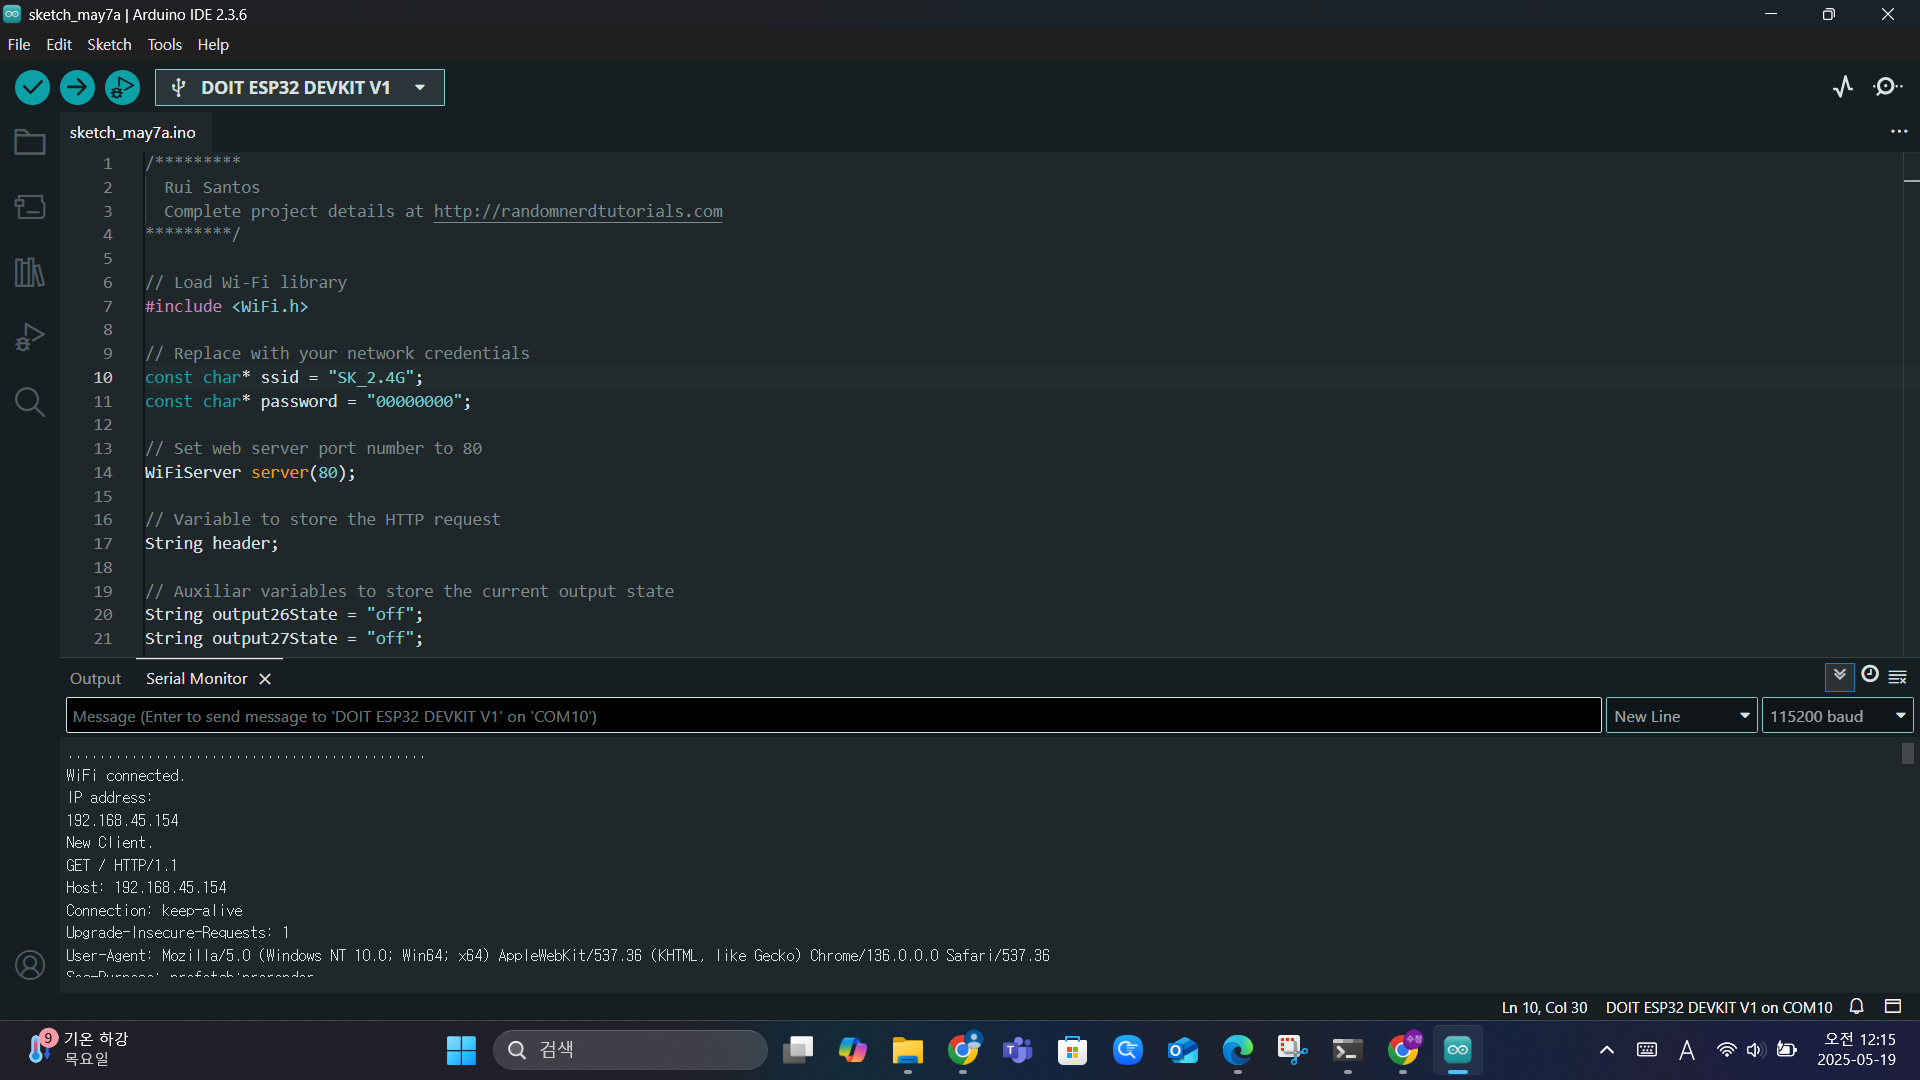 sketch_may7a | Arduino IDE 2.3.6
File Edit Sketch Tools Help
DOIT ESP32 DEVKIT V1
sketch_may7a.ino
1 /*********
2 Rui Santos
3 Complete project details at http://randomnerdtutorials.com
4 *********/
5
6 // Load Wi-Fi library
7 #include <WiFi.h>
8
9 // Replace with your network credentials
10 const char* ssid = "SK_2.4G";
11 const char* password = "00000000";
12
13 // Set web server port number to 80
14 WiFiServer server(80);
15
16 // Variable to store the HTTP request
17 String header;
18
19 // Auxiliar variables to store the current output state
20 String output26State = "off";
21 String output27State = "off";
Output Serial Monitor
Message (Enter to send message to 'DOIT ESP32 DEVKIT V1' on 'COM10')
New Line
115200 baud
.............................................
WiFi connected.
IP address:
192.168.45.154
New Client.
GET / HTTP/1.1
Host: 192.168.45.154
Connection: keep-alive
Upgrade-Insecure-Requests: 1
User-Agent: Mozilla/5.0 (Windows NT 10.0; Win64; x64) AppleWebKit/537.36 (KHTML, like Gecko) Chrome/136.0.0.0 Safari/537.36
Sec-Purpose: prefetch;prerender
Ln 10, Col 30 DOIT ESP32 DEVKIT V1 on COM10
9
기온 하강
목요일
검색
수정
A
오전 12:15
2025-05-19